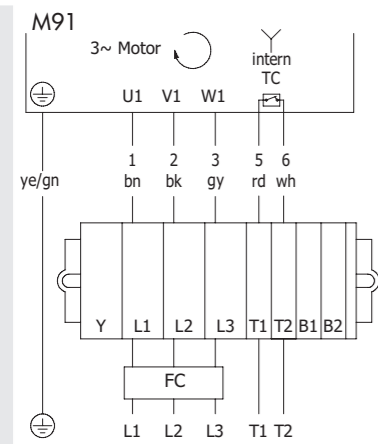 M91
3~ Motor
intern
TC
U1 V1 W1
1 2 3 5 6
ye/gn bn bk gy rd wh
Y L1 L2 L3 T1 T2 B1 B2
FC
L1 L2 L3 T1 T2